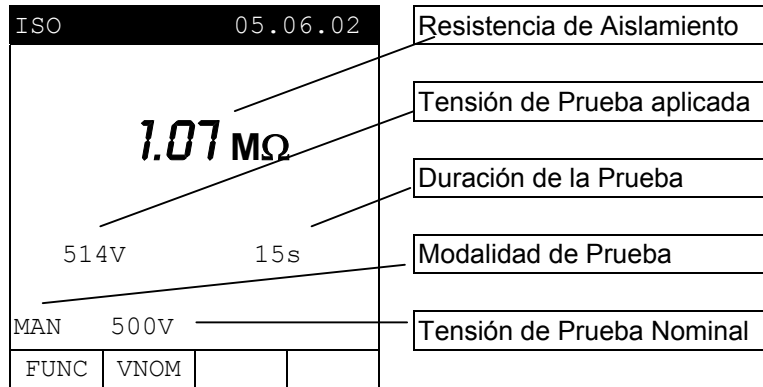 ISO 05.06.02
1.07 MΩ
514V 15s
MAN 500V
FUNC VNOM
Resistencia de Aislamiento
Tensión de Prueba aplicada
Duración de la Prueba
Modalidad de Prueba
Tensión de Prueba Nominal